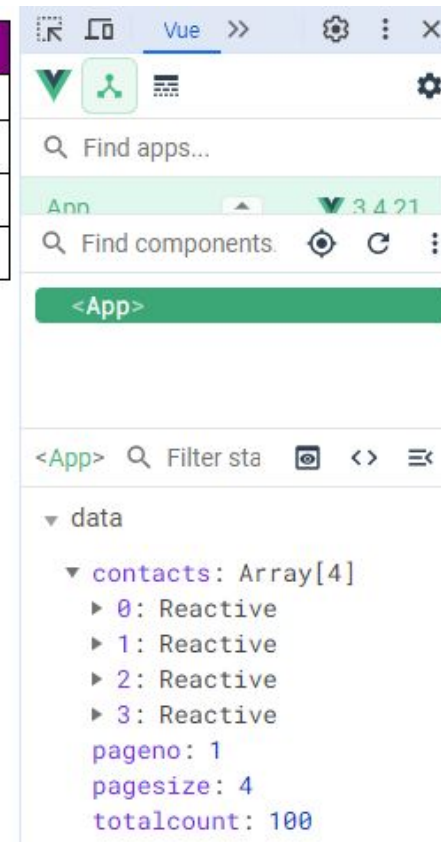 Vue
Find apps...
App 3.4.21
Find components.
<App>
<App> Filter sta
data
contacts: Array[4]
0: Reactive
1: Reactive
2: Reactive
3: Reactive
pageno: 1
pagesize: 4
totalcount: 100